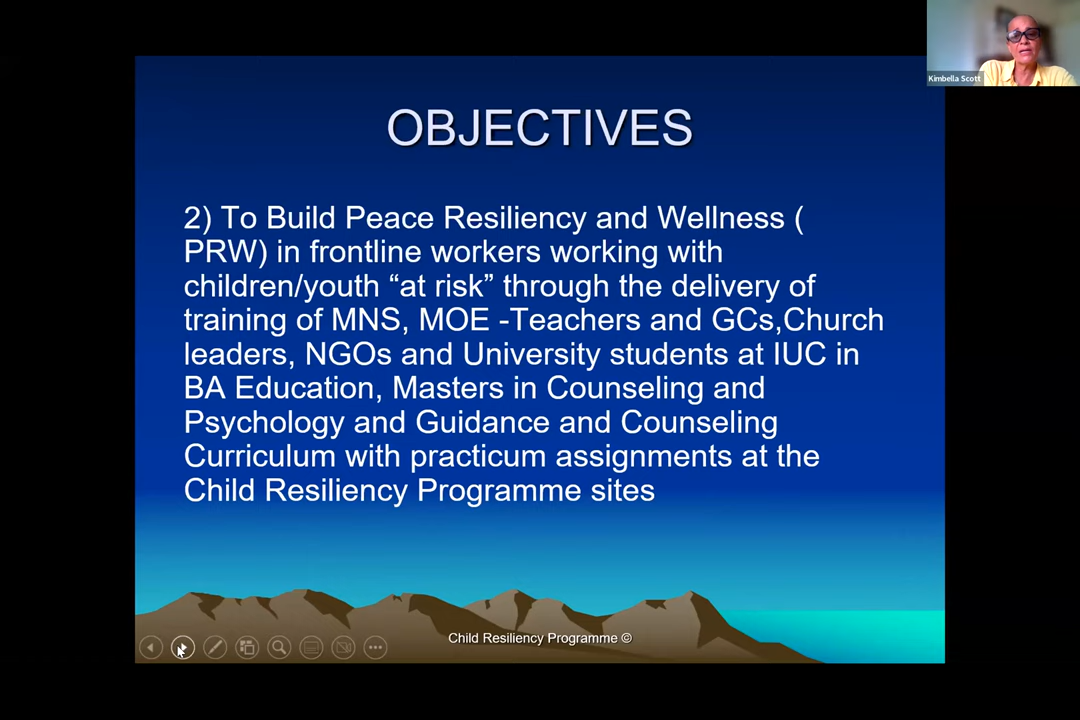 Kimbella Scott
OBJECTIVES
2) To Build Peace Resiliency and Wellness (
PRW) in frontline workers working with
children/youth “at risk” through the delivery of
training of MNS, MOE -Teachers and GCs,Church
leaders, NGOs and University students at IUC in
BA Education, Masters in Counseling and
Psychology and Guidance and Counseling
Curriculum with practicum assignments at the
Child Resiliency Programme sites
Child Resiliency Programme ©